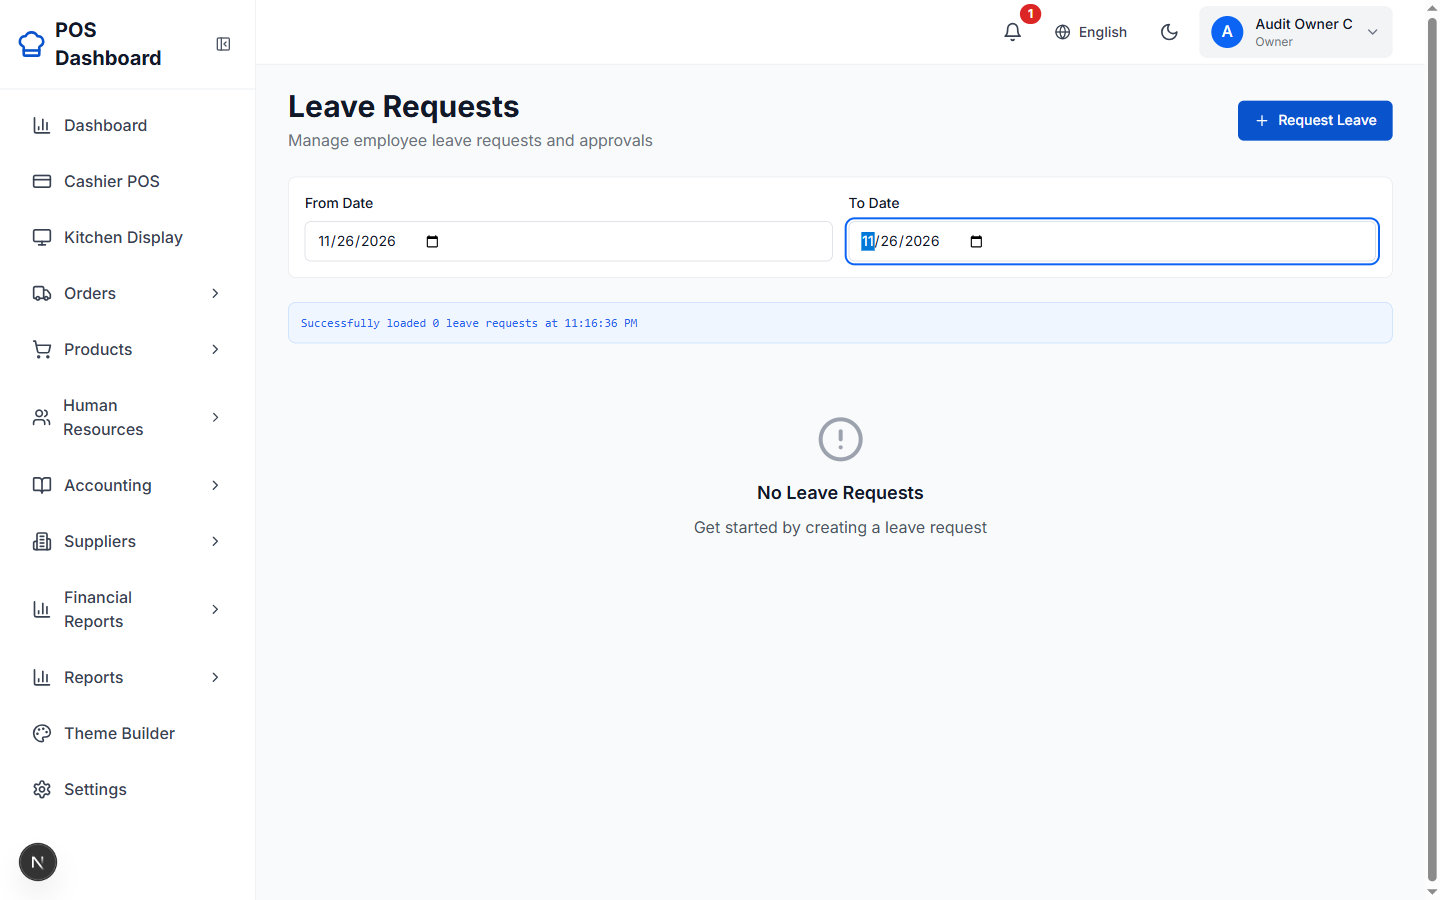 POS
Dashboard
1
English
A
Audit Owner C
Owner
Dashboard
Cashier POS
Kitchen Display
Orders
Products
Human
Resources
Accounting
Suppliers
Financial
Reports
Reports
Theme Builder
Settings
N
Leave Requests
Manage employee leave requests and approvals
Request Leave
From Date
To Date
11/26/2026
11/26/2026
Successfully loaded 0 leave requests at 11:16:36 PM
No Leave Requests
Get started by creating a leave request